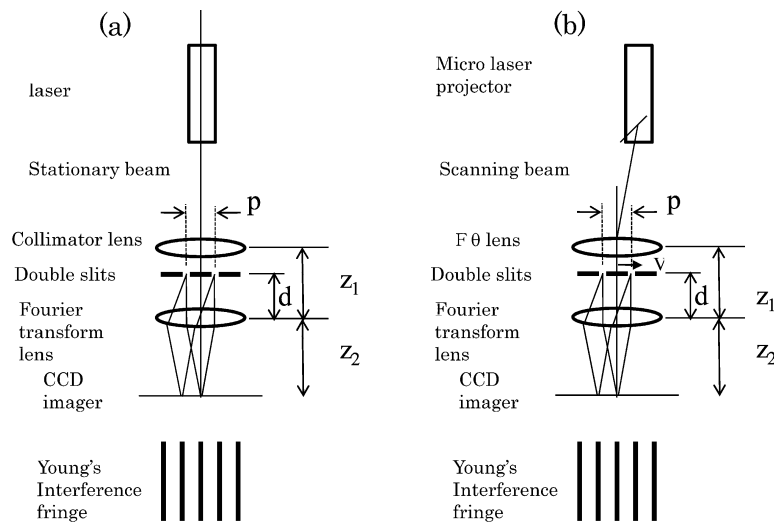 (a)
laser
Stationary beam
p
Collimator lens
Double slits
d
z1
Fourier
transform
lens
z2
CCD
imager
Young's
Interference
fringe
(b)
Micro laser
projector
Scanning beam
p
Fθ lens
v
Double slits
d
z1
Fourier
transform
lens
z2
CCD
imager
Young's
Interference
fringe